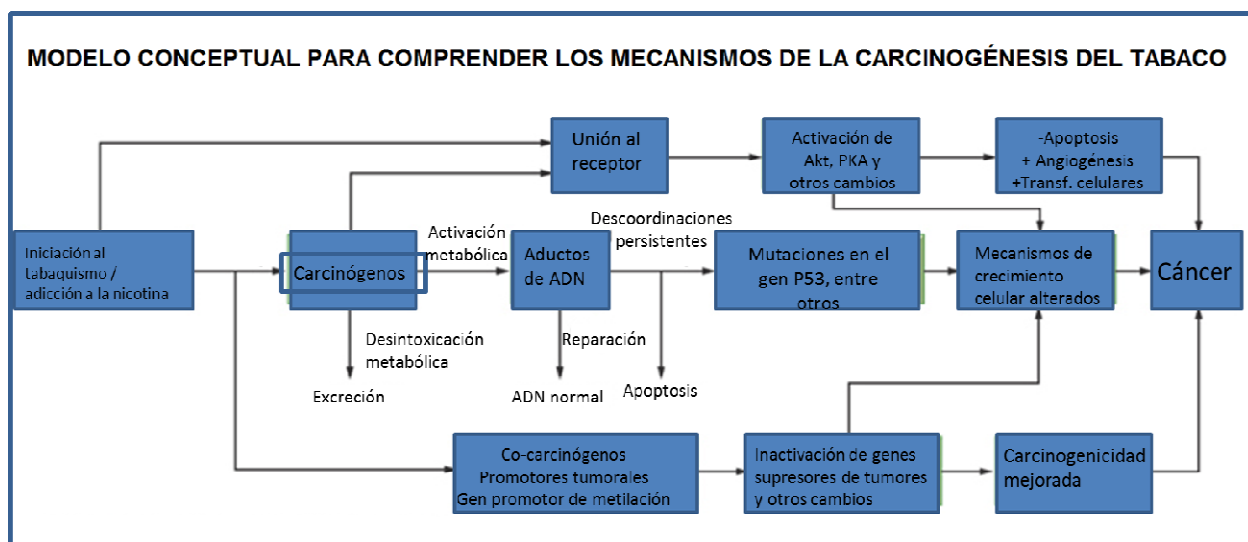 MODELO CONCEPTUAL PARA COMPRENDER LOS MECANISMOS DE LA CARCINOGÉNESIS DEL TABACO
Unión al
receptor
Activación de
Akt, PKA y
otros cambios
-Apoptosis
+ Angiogénesis
+Transf. celulares
Iniciación al
tabaquismo /
adicción a la nicotina
Carcinógenos
Activación
metabólica
Aductos
de ADN
Descoordinaciones
persistentes
Mutaciones en el
gen P53, entre
otros
Mecanismos de
crecimiento
celular alterados
Cáncer
Desintoxicación
metabólica
Excreción
Reparación
ADN normal
Apoptosis
Co-carcinógenos
Promotores tumorales
Gen promotor de metilación
Inactivación de genes
supresores de tumores
y otros cambios
Carcinogenicidad
mejorada